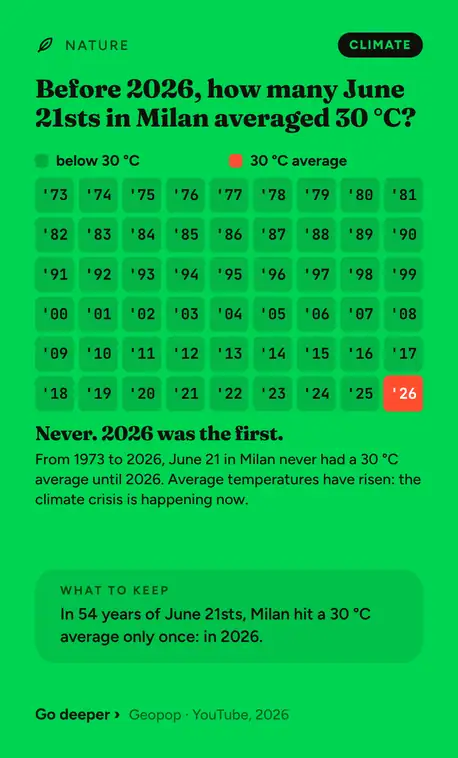 NATURE
CLIMATE
Before 2026, how many June
21sts in Milan averaged 30 °C?
below 30 °C
30 °C average
'73 '74 '75 '76 '77 '78 '79 '80 '81
'82 '83 '84 '85 '86 '87 '88 '89 '90
'91 '92 '93 '94 '95 '96 '97 '98 '99
'00 '01 '02 '03 '04 '05 '06 '07 '08
'09 '10 '11 '12 '13 '14 '15 '16 '17
'18 '19 '20 '21 '22 '23 '24 '25 '26
Never. 2026 was the first.
From 1973 to 2026, June 21 in Milan never had a 30 °C
average until 2026. Average temperatures have risen: the
climate crisis is happening now.
WHAT TO KEEP
In 54 years of June 21sts, Milan hit a 30 °C
average only once: in 2026.
Go deeper › Geopop · YouTube, 2026